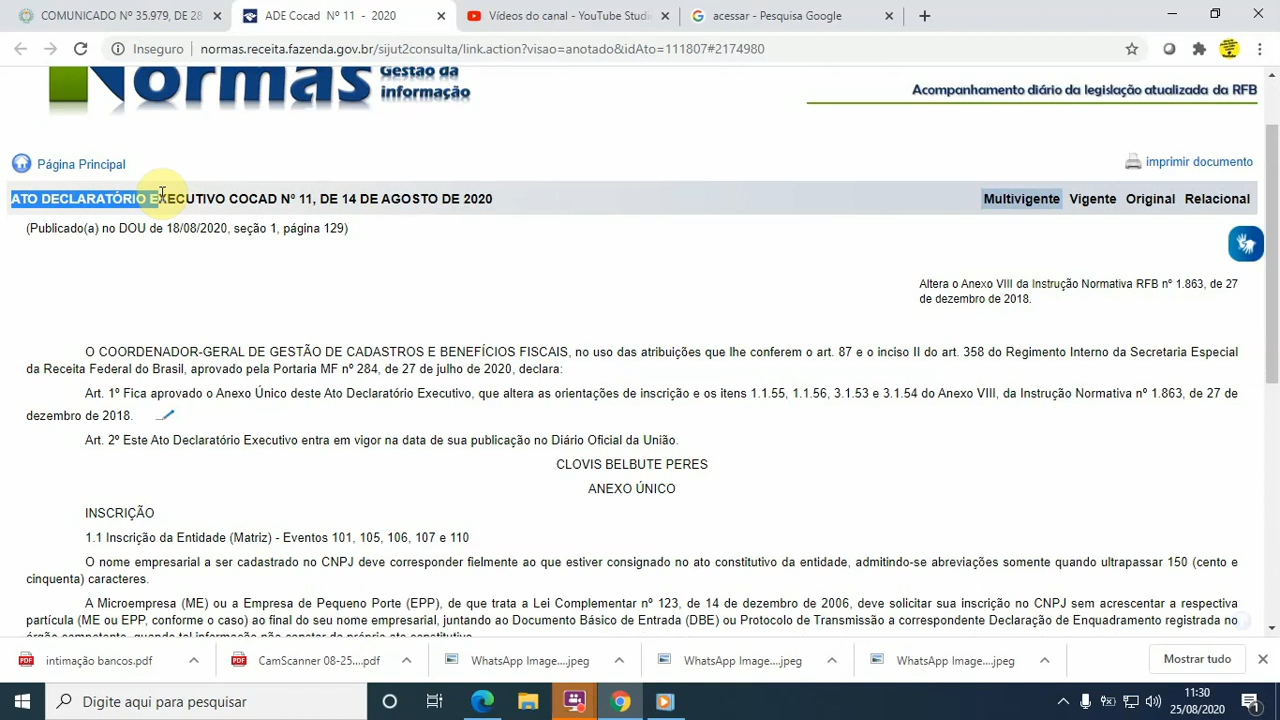 COMUNICADO Nº 35.979, DE 28
ADE Cocad Nº 11 - 2020
Vídeos do canal - YouTube Studi
acessar - Pesquisa Google
Inseguro
normas.receita.fazenda.gov.br/sijut2consulta/link.action?visao=anotado&idAto=111807#2174980
Normas
Gestão da
informação
Acompanhamento diário da legislação atualizada da RFB
Página Principal
imprimir documento
ATO DECLARATÓRIO EXECUTIVO COCAD Nº 11, DE 14 DE AGOSTO DE 2020
Multivigente Vigente Original Relacional
(Publicado(a) no DOU de 18/08/2020, seção 1, página 129)
Altera o Anexo VIII da Instrução Normativa RFB nº 1.863, de 27
de dezembro de 2018.
O COORDENADOR-GERAL DE GESTÃO DE CADASTROS E BENEFÍCIOS FISCAIS, no uso das atribuições que lhe conferem o art. 87 e o inciso II do art. 358 do Regimento Interno da Secretaria Especial
da Receita Federal do Brasil, aprovado pela Portaria MF nº 284, de 27 de julho de 2020, declara:
Art. 1º Fica aprovado o Anexo Único deste Ato Declaratório Executivo, que altera as orientações de inscrição e os itens 1.1.55, 1.1.56, 3.1.53 e 3.1.54 do Anexo VIII, da Instrução Normativa nº 1.863, de 27 de
dezembro de 2018.
Art. 2º Este Ato Declaratório Executivo entra em vigor na data de sua publicação no Diário Oficial da União.
CLOVIS BELBUTE PERES
ANEXO ÚNICO
INSCRIÇÃO
1.1 Inscrição da Entidade (Matriz) - Eventos 101, 105, 106, 107 e 110
O nome empresarial a ser cadastrado no CNPJ deve corresponder fielmente ao que estiver consignado no ato constitutivo da entidade, admitindo-se abreviações somente quando ultrapassar 150 (cento e
cinquenta) caracteres.
A Microempresa (ME) ou a Empresa de Pequeno Porte (EPP), de que trata a Lei Complementar nº 123, de 14 de dezembro de 2006, deve solicitar sua inscrição no CNPJ sem acrescentar a respectiva
partícula (ME ou EPP, conforme o caso) ao final do seu nome empresarial, juntando ao Documento Básico de Entrada (DBE) ou Protocolo de Transmissão a correspondente Declaração de Enquadramento registrada no
órgão competente, quando tal informação não constar do próprio ato constitutivo.
intimação bancos.pdf
CamScanner 08-25....pdf
WhatsApp Image....jpeg
WhatsApp Image....jpeg
WhatsApp Image....jpeg
Mostrar tudo
Digite aqui para pesquisar
11:30
25/08/2020
1